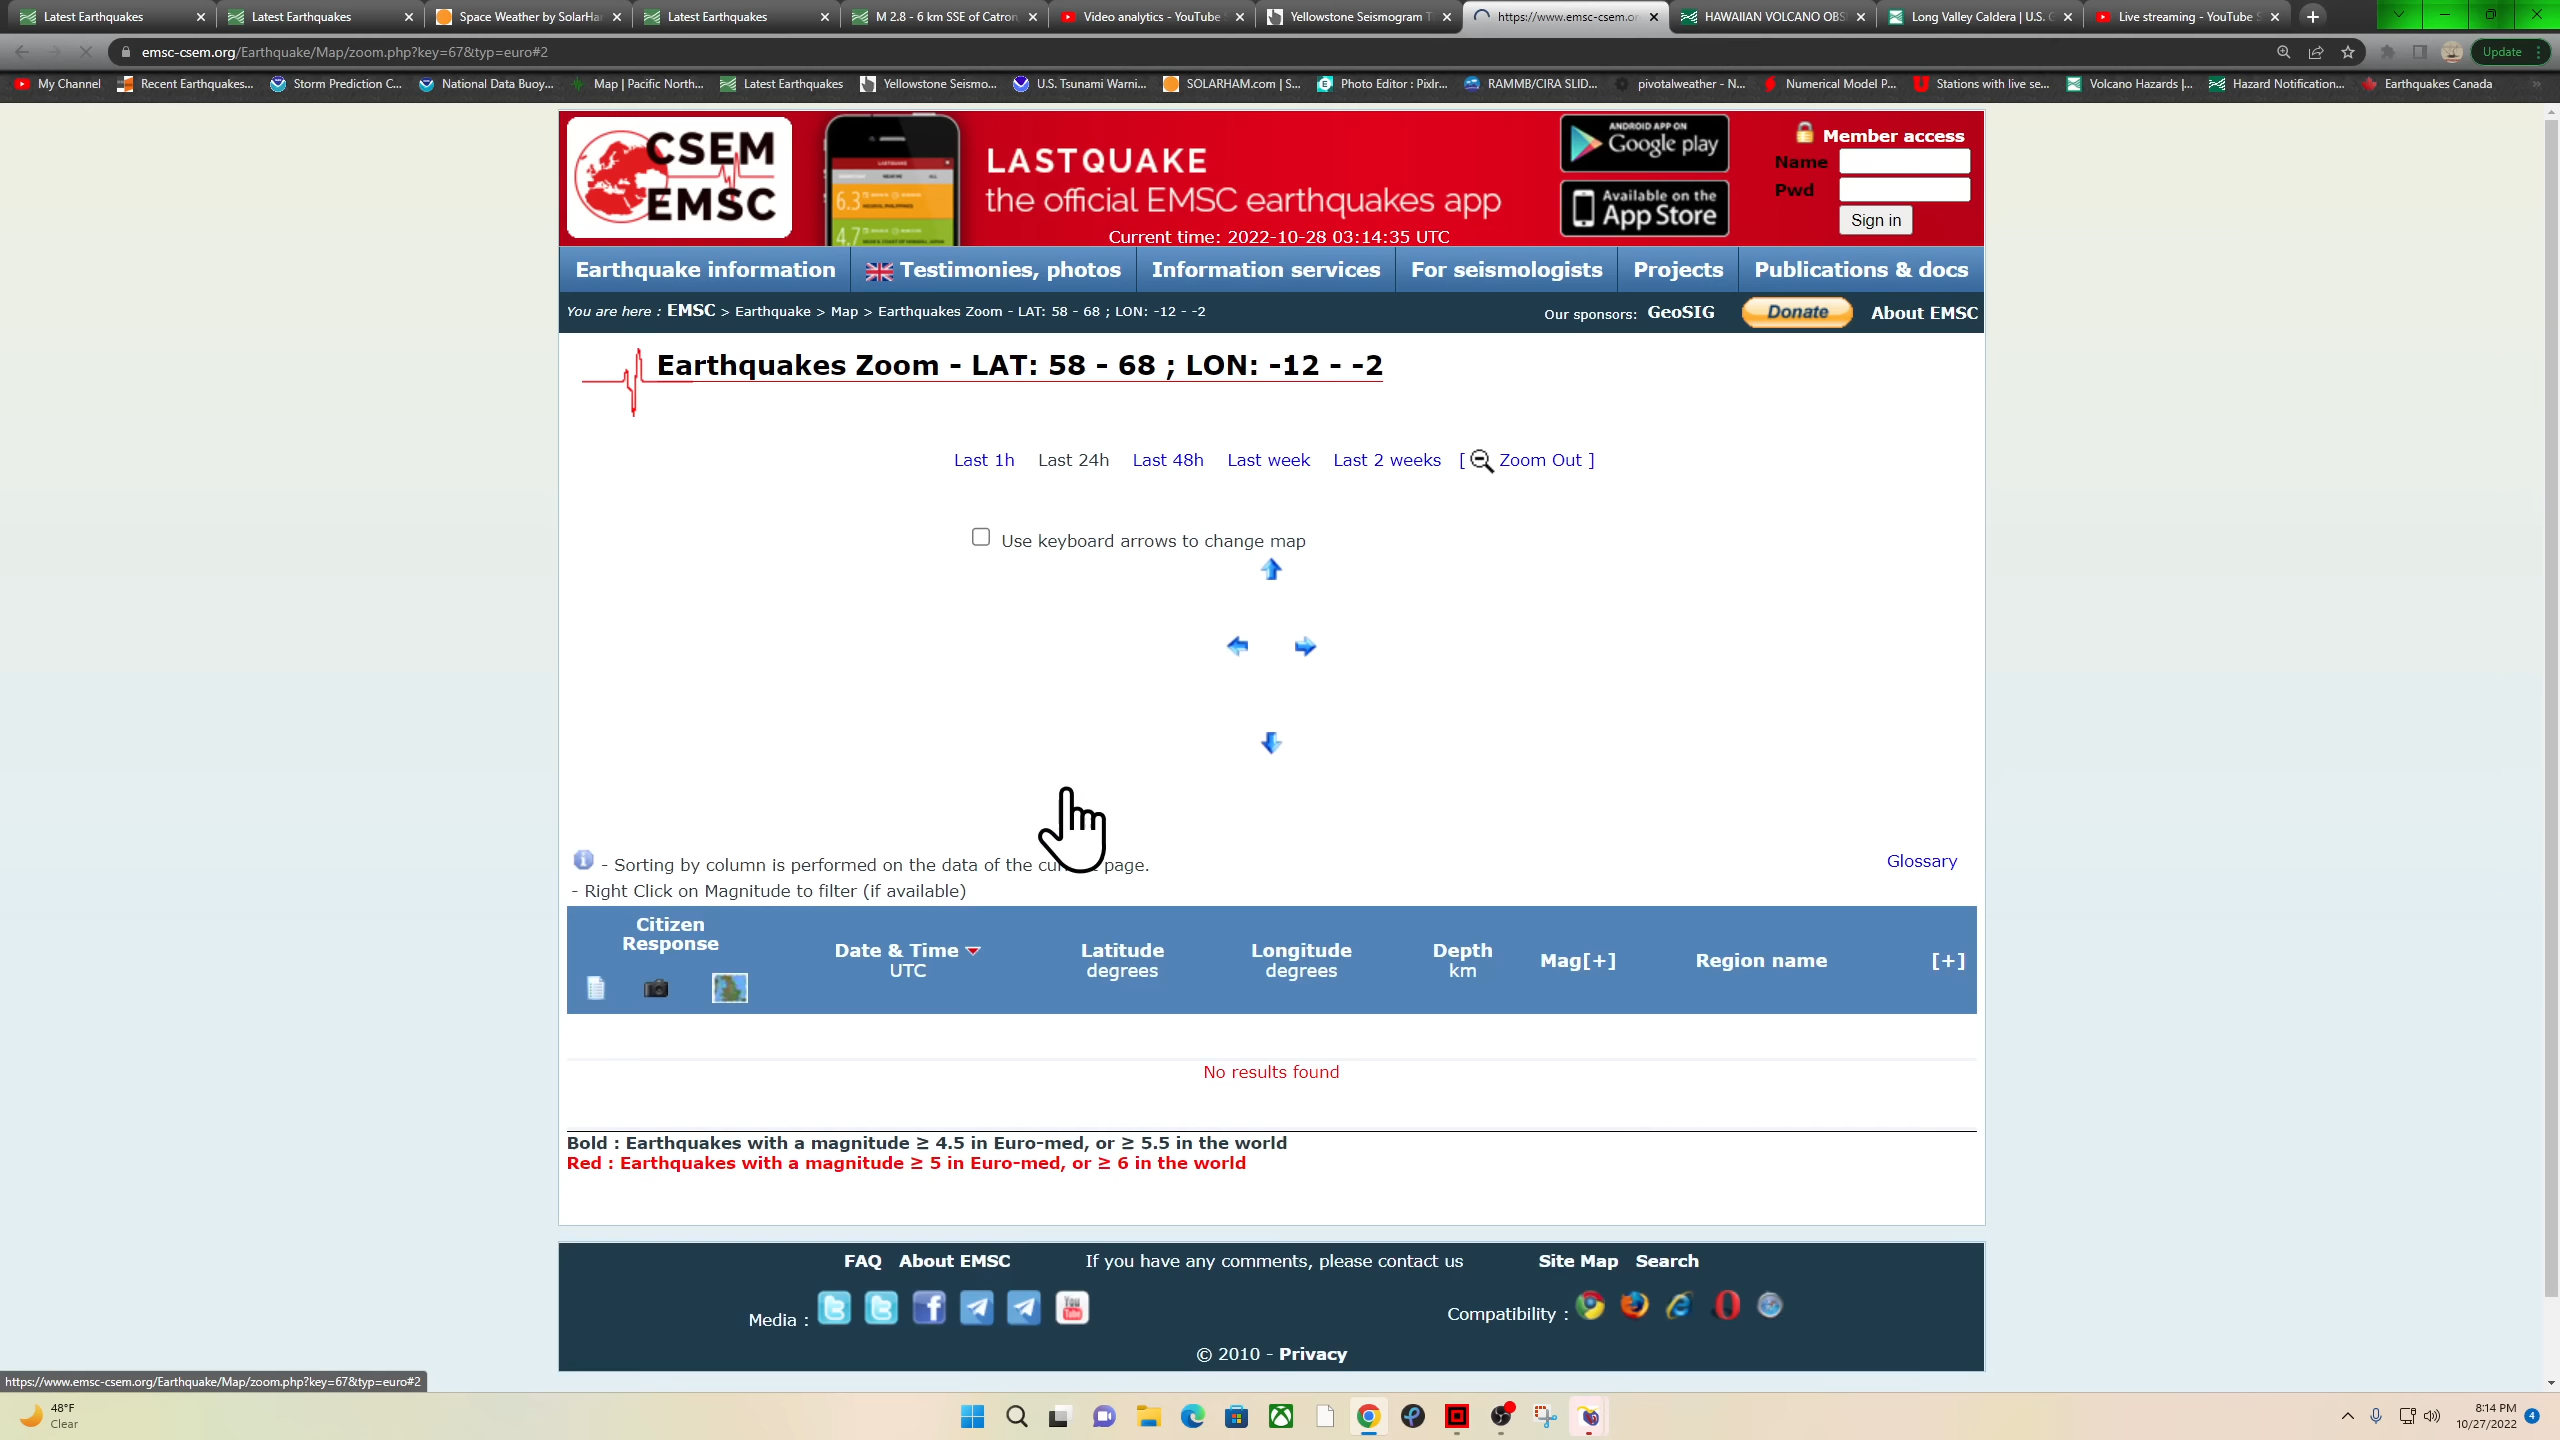 Latest Earthquakes
Latest Earthquakes
Space Weather by SolarHa
Latest Earthquakes
M 2.8 - 6 km SSE of Catron
Video analytics - YouTube
Yellowstone Seismogram T
https://www.emsc-csem.or
HAWAIIAN VOLCANO OBS
Long Valley Caldera | U.S. G
Live streaming - YouTube S
emsc-csem.org/Earthquake/Map/zoom.php?key=67&typ=euro#2
Update
My Channel
Recent Earthquakes...
Storm Prediction C...
National Data Buoy...
Map | Pacific North...
Latest Earthquakes
Yellowstone Seismo...
U.S. Tsunami Warni...
SOLARHAM.com | S...
Photo Editor : Pixlr...
RAMMB/CIRA SLID...
pivotalweather - N...
Numerical Model P...
Stations with live se...
Volcano Hazards |...
Hazard Notification...
Earthquakes Canada
CSEM
EMSC
LASTQUAKE
6.3
4.7
LASTQUAKE
the official EMSC earthquakes app
Current time: 2022-10-28 03:14:35 UTC
ANDROID APP ON
Google play
Available on the
App Store
Member access
Name
Pwd
Sign in
Earthquake information
Testimonies, photos
Information services
For seismologists
Projects
Publications & docs
You are here : EMSC > Earthquake > Map > Earthquakes Zoom - LAT: 58 - 68 ; LON: -12 - -2
Our sponsors: GeoSIG
Donate
About EMSC
Earthquakes Zoom - LAT: 58 - 68 ; LON: -12 - -2
Last 1h Last 24h Last 48h Last week Last 2 weeks [ Zoom Out ]
Use keyboard arrows to change map
- Sorting by column is performed on the data of the page.
Glossary
- Right Click on Magnitude to filter (if available)
Citizen
Response
Date & Time
UTC
Latitude
degrees
Longitude
degrees
Depth
km
Mag[+]
Region name
[+]
No results found
Bold : Earthquakes with a magnitude ≥ 4.5 in Euro-med, or ≥ 5.5 in the world
Red : Earthquakes with a magnitude ≥ 5 in Euro-med, or ≥ 6 in the world
FAQ About EMSC If you have any comments, please contact us Site Map Search
Media :
You
Tube
Compatibility :
© 2010 - Privacy
https://www.emsc-csem.org/Earthquake/Map/zoom.php?key=67&typ=euro#2
48°F
Clear
8:14 PM
10/27/2022
4